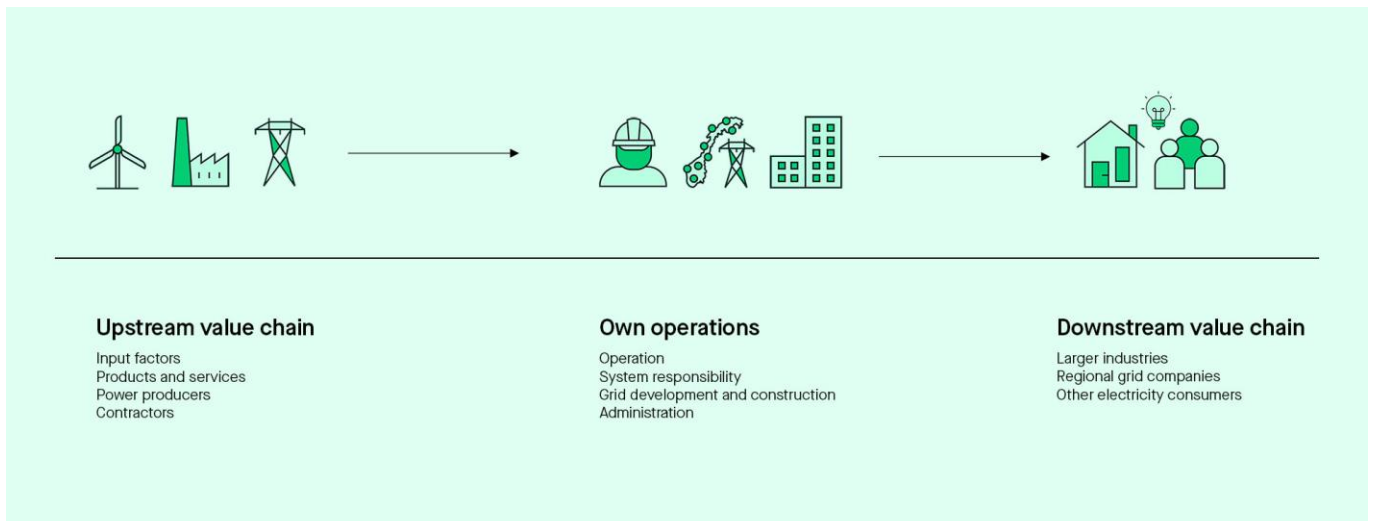 Upstream value chain
Input factors
Products and services
Power producers
Contractors
Own operations
Operation
System responsibility
Grid development and construction
Administration
Downstream value chain
Larger industries
Regional grid companies
Other electricity consumers